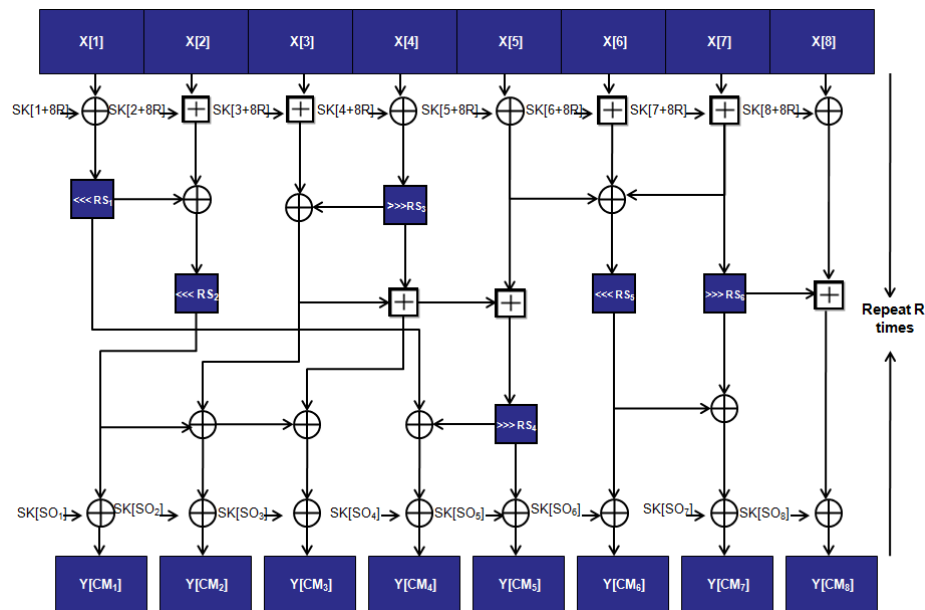 X[1] X[2] X[3] X[4] X[5] X[6] X[7] X[8]
SK[1+8R] SK[2+8R] SK[3+8R] SK[4+8R] SK[5+8R] SK[6+8R] SK[7+8R] SK[8+8R]
<<< RS₁ >>>RS₃
<<< RS₂ <<< RS₅ >>> RS₆
Repeat R
times
>>> RS₄
SK[SO₁] SK[SO₂] SK[SO₃] SK[SO₄] SK[SO₅] SK[SO₆] SK[SO₇] SK[SO₈]
Y[CM₁] Y[CM₂] Y[CM₃] Y[CM₄] Y[CM₅] Y[CM₆] Y[CM₇] Y[CM₈]